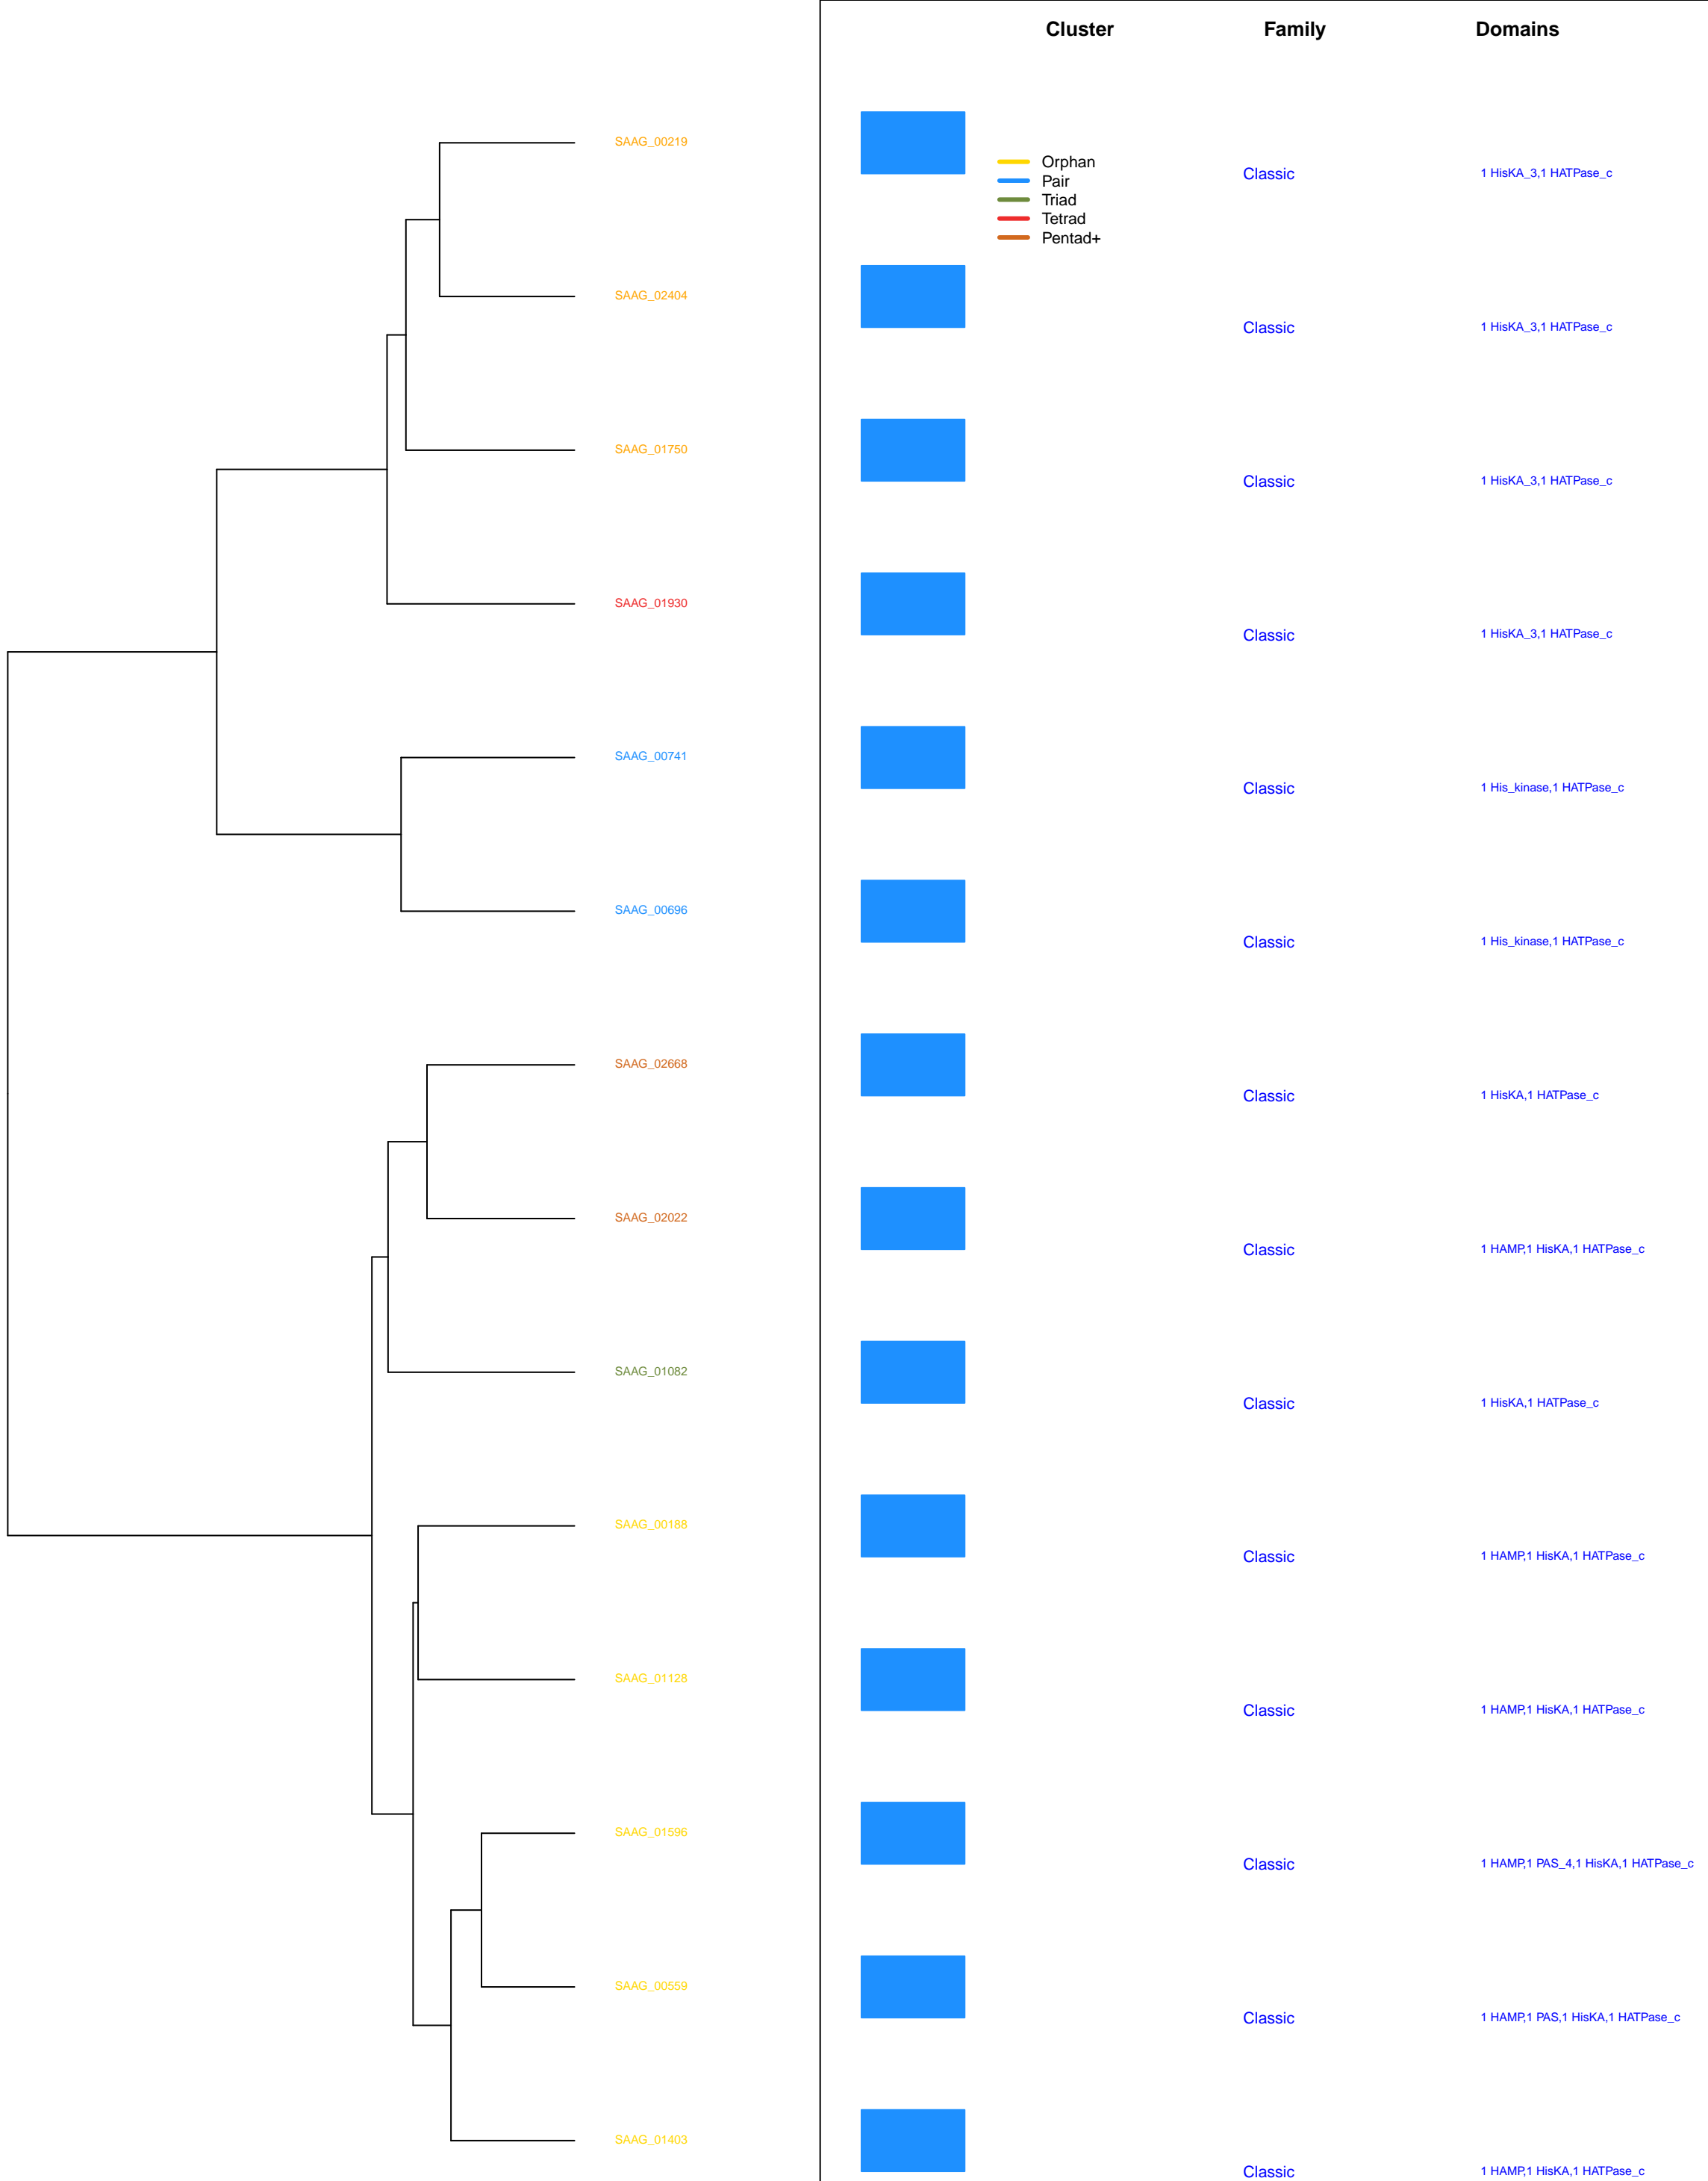 Cluster Family Domains
SAAG_00219
Orphan
Pair
Triad
Tetrad
Pentad+
Classic 1 HisKA_3,1 HATPase_c
SAAG_02404
Classic 1 HisKA_3,1 HATPase_c
SAAG_01750
Classic 1 HisKA_3,1 HATPase_c
SAAG_01930
Classic 1 HisKA_3,1 HATPase_c
SAAG_00741
Classic 1 His_kinase,1 HATPase_c
SAAG_00696
Classic 1 His_kinase,1 HATPase_c
SAAG_02668
Classic 1 HisKA,1 HATPase_c
SAAG_02022
Classic 1 HAMP,1 HisKA,1 HATPase_c
SAAG_01082
Classic 1 HisKA,1 HATPase_c
SAAG_00188
Classic 1 HAMP,1 HisKA,1 HATPase_c
SAAG_01128
Classic 1 HAMP,1 HisKA,1 HATPase_c
SAAG_01596
Classic 1 HAMP,1 PAS_4,1 HisKA,1 HATPase_c
SAAG_00559
Classic 1 HAMP,1 PAS,1 HisKA,1 HATPase_c
SAAG_01403
Classic 1 HAMP,1 HisKA,1 HATPase_c